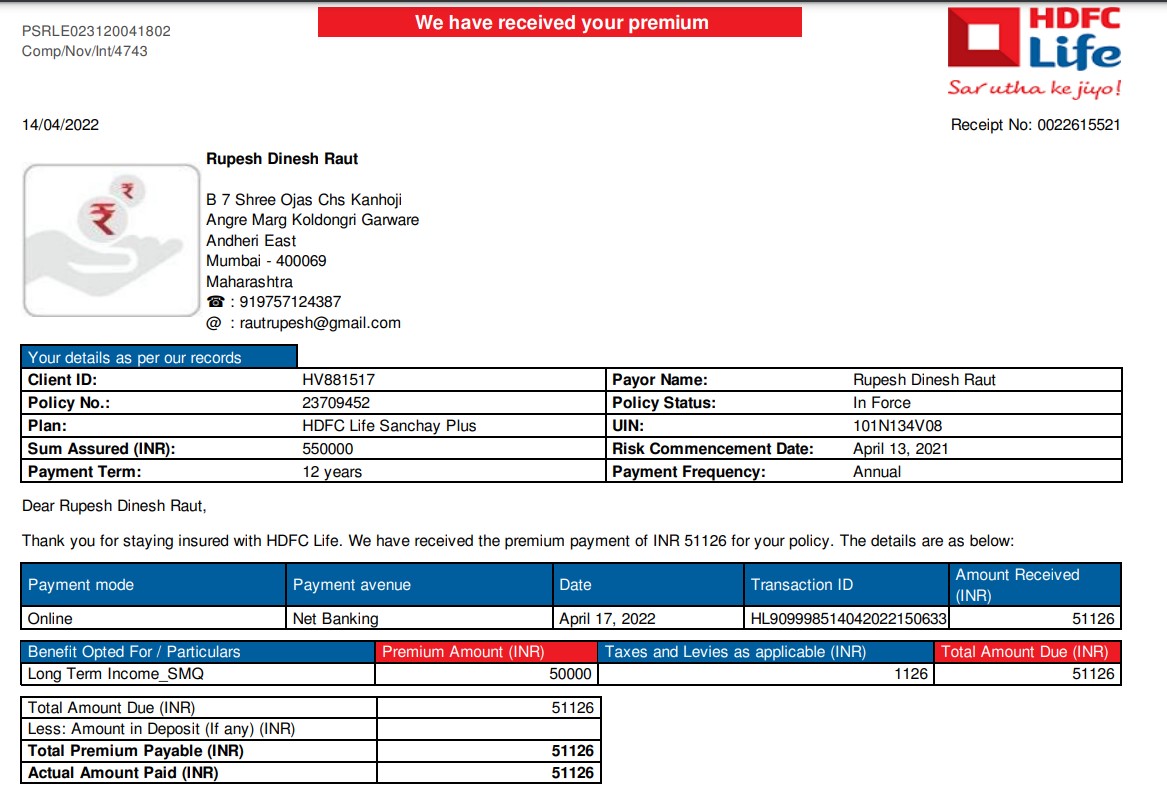 We have received your premium
PSRLE023120041802
Comp/Nov/Int/4743
HDFC
Life
Sar utha ke jiyo!
14/04/2022
Receipt No: 0022615521
Rupesh Dinesh Raut
B 7 Shree Ojas Chs Kanhoji
Angre Marg Koldongri Garware
Andheri East
Mumbai - 400069
Maharashtra
☎ : 919757124387
@ : rautrupesh@gmail.com
₹
₹
Your details as per our records
Client ID: HV881517 Payor Name: Rupesh Dinesh Raut
Policy No.: 23709452 Policy Status: In Force
Plan: HDFC Life Sanchay Plus UIN: 101N134V08
Sum Assured (INR): 550000 Risk Commencement Date: April 13, 2021
Payment Term: 12 years Payment Frequency: Annual
Dear Rupesh Dinesh Raut,
Thank you for staying insured with HDFC Life. We have received the premium payment of INR 51126 for your policy. The details are as below:
Payment mode Payment avenue Date Transaction ID Amount Received (INR)
Online Net Banking April 17, 2022 HL909998514042022150633 51126
Benefit Opted For / Particulars Premium Amount (INR) Taxes and Levies as applicable (INR) Total Amount Due (INR)
Long Term Income_SMQ 50000 1126 51126
Total Amount Due (INR) 51126
Less: Amount in Deposit (If any) (INR)
Total Premium Payable (INR) 51126
Actual Amount Paid (INR) 51126